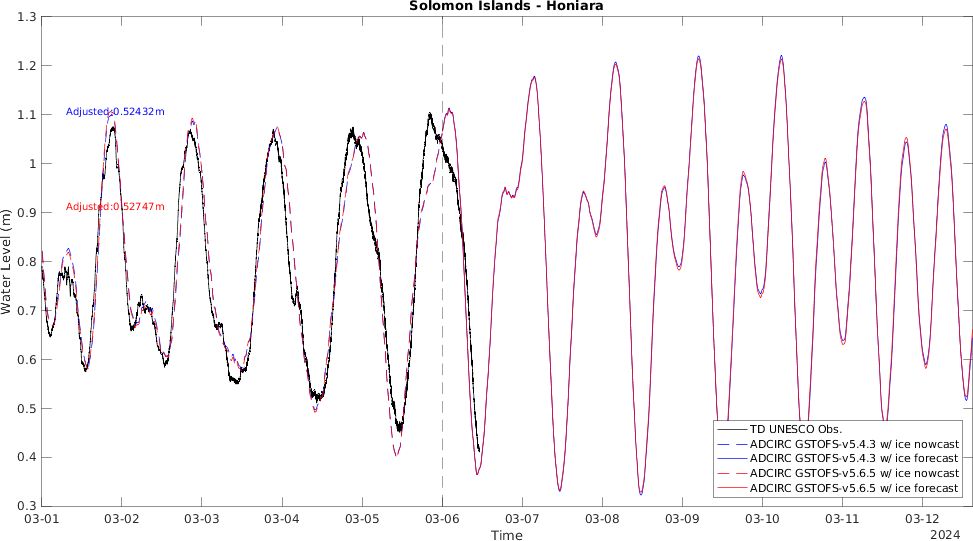 Solomon Islands - Honiara
1.3
1.2
1.1
1
0.9
0.8
0.7
0.6
0.5
0.4
0.3
Water Level (m)
Adjusted:0.52432m
Adjusted:0.52747m
TD UNESCO Obs.
ADCIRC GSTOFS-v5.4.3 w/ ice nowcast
ADCIRC GSTOFS-v5.4.3 w/ ice forecast
ADCIRC GSTOFS-v5.6.5 w/ ice nowcast
ADCIRC GSTOFS-v5.6.5 w/ ice forecast
03-01 03-02 03-03 03-04 03-05 03-06 03-07 03-08 03-09 03-10 03-11 03-12
Time
2024